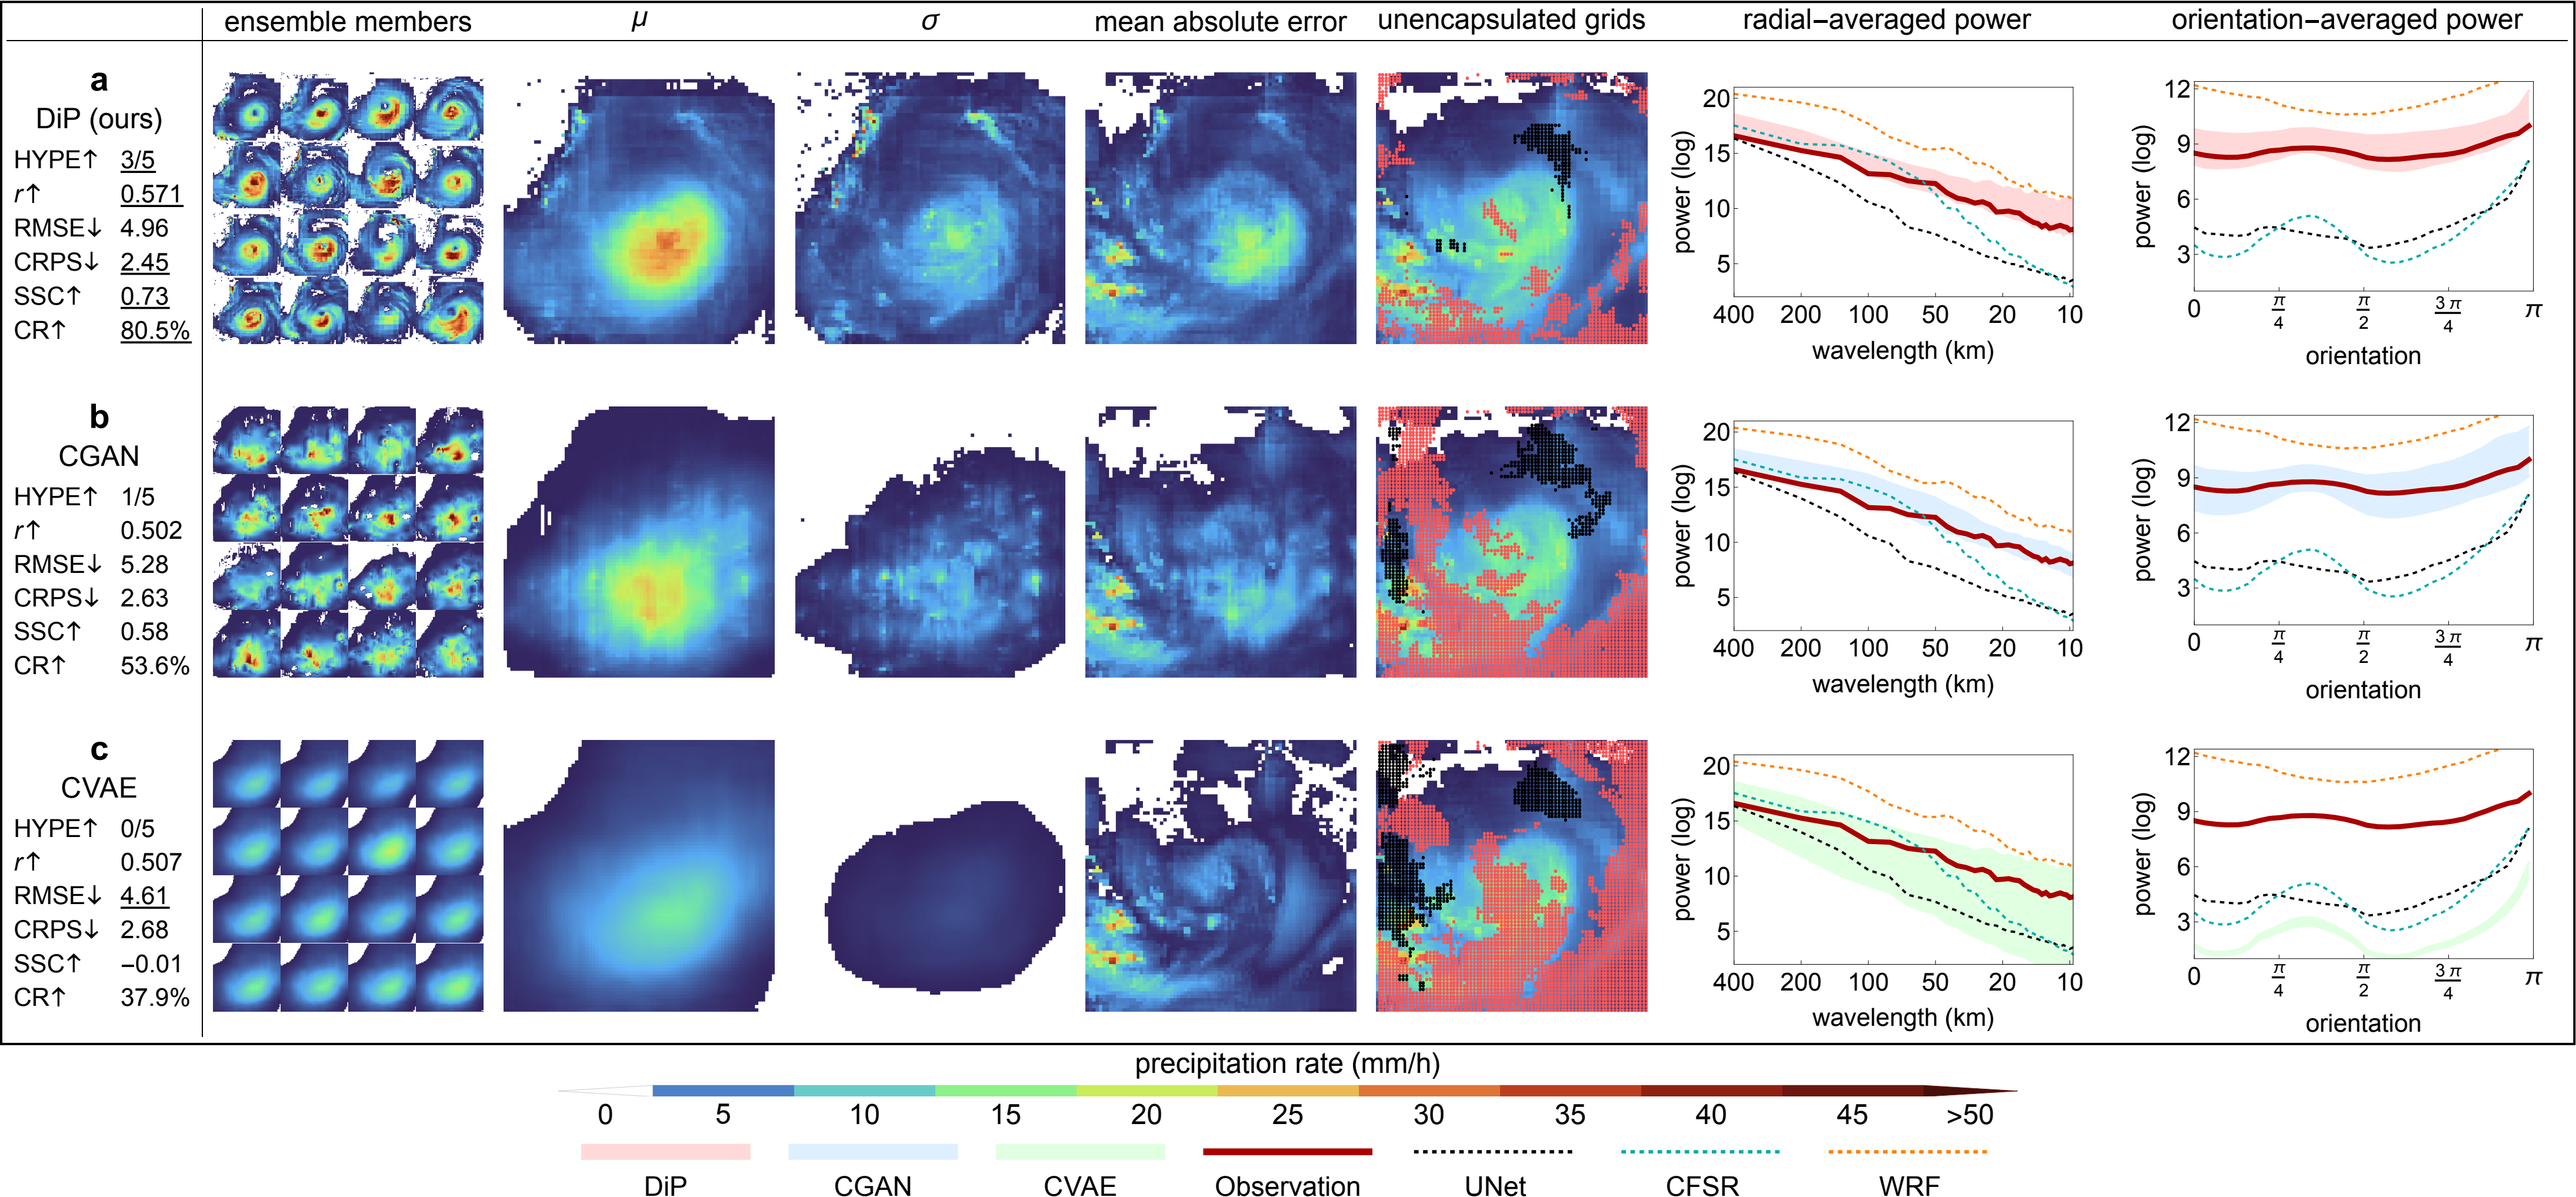 ensemble members μ σ mean absolute error unencapsulated grids radial−averaged power orientation−averaged power
a
DiP (ours)
HYPE↑ 3/5
r↑ 0.571
RMSE↓ 4.96
CRPS↓ 2.45
SSC↑ 0.73
CR↑ 80.5%
power (log)
20
15
10
5
400 200 100 50 20 10
wavelength (km)
power (log)
12
9
6
3
0 π/4 π/2 3π/4 π
orientation
b
CGAN
HYPE↑ 1/5
r↑ 0.502
RMSE↓ 5.28
CRPS↓ 2.63
SSC↑ 0.58
CR↑ 53.6%
power (log)
20
15
10
5
400 200 100 50 20 10
wavelength (km)
power (log)
12
9
6
3
0 π/4 π/2 3π/4 π
orientation
c
CVAE
HYPE↑ 0/5
r↑ 0.507
RMSE↓ 4.61
CRPS↓ 2.68
SSC↑ −0.01
CR↑ 37.9%
power (log)
20
15
10
5
400 200 100 50 20 10
wavelength (km)
power (log)
12
9
6
3
0 π/4 π/2 3π/4 π
orientation
precipitation rate (mm/h)
0 5 10 15 20 25 30 35 40 45 >50
DiP CGAN CVAE Observation UNet CFSR WRF